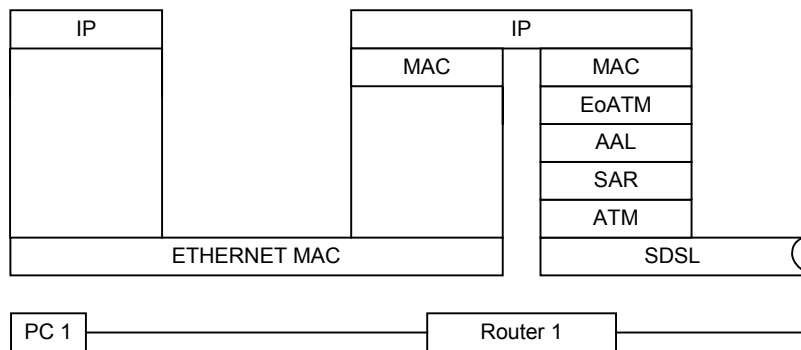 IP
IP
MAC
MAC
EoATM
AAL
SAR
ATM
ETHERNET MAC
SDSL
PC 1
Router 1